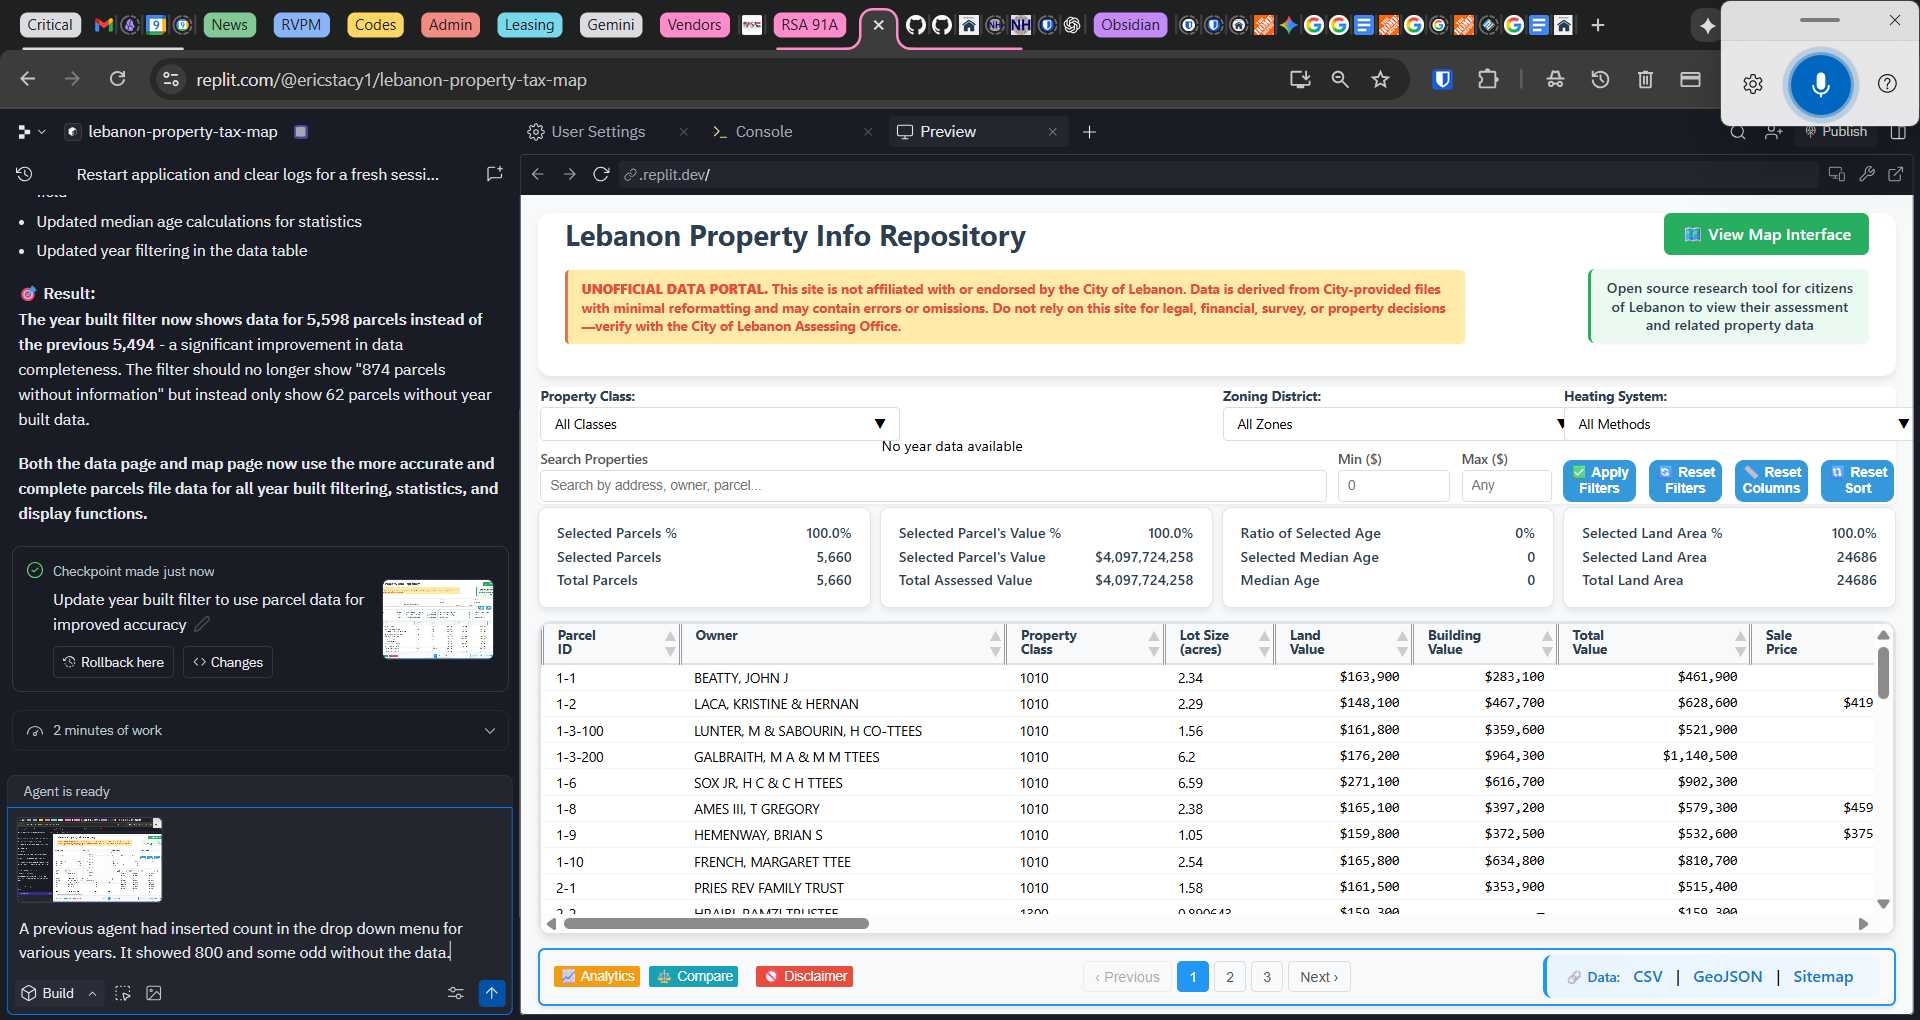 Critical
News
RVPM
Codes
Admin
Leasing
Gemini
Vendors
RSA 91A
NH
Obsidian
replit.com/@ericstacy1/lebanon-property-tax-map
lebanon-property-tax-map
User Settings
Console
Preview
Publish
Restart application and clear logs for a fresh sessi...
.replit.dev/
• Updated median age calculations for statistics
• Updated year filtering in the data table
🎯 Result:
The year built filter now shows data for 5,598 parcels instead of
the previous 5,494 - a significant improvement in data
completeness. The filter should no longer show "874 parcels
without information" but instead only show 62 parcels without year
built data.
Both the data page and map page now use the more accurate and
complete parcels file data for all year built filtering, statistics, and
display functions.
Checkpoint made just now
Update year built filter to use parcel data for
improved accuracy
Rollback here
Changes
2 minutes of work
Agent is ready
A previous agent had inserted count in the drop down menu for
various years. It showed 800 and some odd without the data.
Build
Lebanon Property Info Repository
View Map Interface
UNOFFICIAL DATA PORTAL. This site is not affiliated with or endorsed by the City of Lebanon. Data is derived from City-provided files
with minimal reformatting and may contain errors or omissions. Do not rely on this site for legal, financial, survey, or property decisions
—verify with the City of Lebanon Assessing Office.
Open source research tool for citizens
of Lebanon to view their assessment
and related property data
Property Class:
All Classes
No year data available
Zoning District:
All Zones
Heating System:
All Methods
Search Properties
Search by address, owner, parcel...
Min ($)
0
Max ($)
Any
Apply Filters
Reset Filters
Reset Columns
Reset Sort
Selected Parcels % 100.0%
Selected Parcels 5,660
Total Parcels 5,660
Selected Parcel's Value % 100.0%
Selected Parcel's Value $4,097,724,258
Total Assessed Value $4,097,724,258
Ratio of Selected Age 0%
Selected Median Age 0
Median Age 0
Selected Land Area % 100.0%
Selected Land Area 24686
Total Land Area 24686
Parcel ID Owner Property Class Lot Size (acres) Land Value Building Value Total Value Sale Price
1-1 BEATTY, JOHN J 1010 2.34 $163,900 $283,100 $461,900
1-2 LACA, KRISTINE & HERNAN 1010 2.29 $148,100 $467,700 $628,600 $419
1-3-100 LUNTER, M & SABOURIN, H CO-TTEES 1010 1.56 $161,800 $359,600 $521,900
1-3-200 GALBRAITH, M A & M M TTEES 1010 6.2 $176,200 $964,300 $1,140,500
1-6 SOX JR, H C & C H TTEES 1010 6.59 $271,100 $616,700 $902,300
1-8 AMES III, T GREGORY 1010 2.38 $165,100 $397,200 $579,300 $459
1-9 HEMENWAY, BRIAN S 1010 1.05 $159,800 $372,500 $532,600 $375
1-10 FRENCH, MARGARET TTEE 1010 2.54 $165,800 $634,800 $810,700
2-1 PRIES REV FAMILY TRUST 1010 1.58 $161,500 $353,900 $515,400
2-2 HRAIBI, RAMZI TRUSTEE 1300 0.890643 $159,300 – $159,300
Analytics
Compare
Disclaimer
‹ Previous
1
2
3
Next ›
Data: CSV | GeoJSON | Sitemap